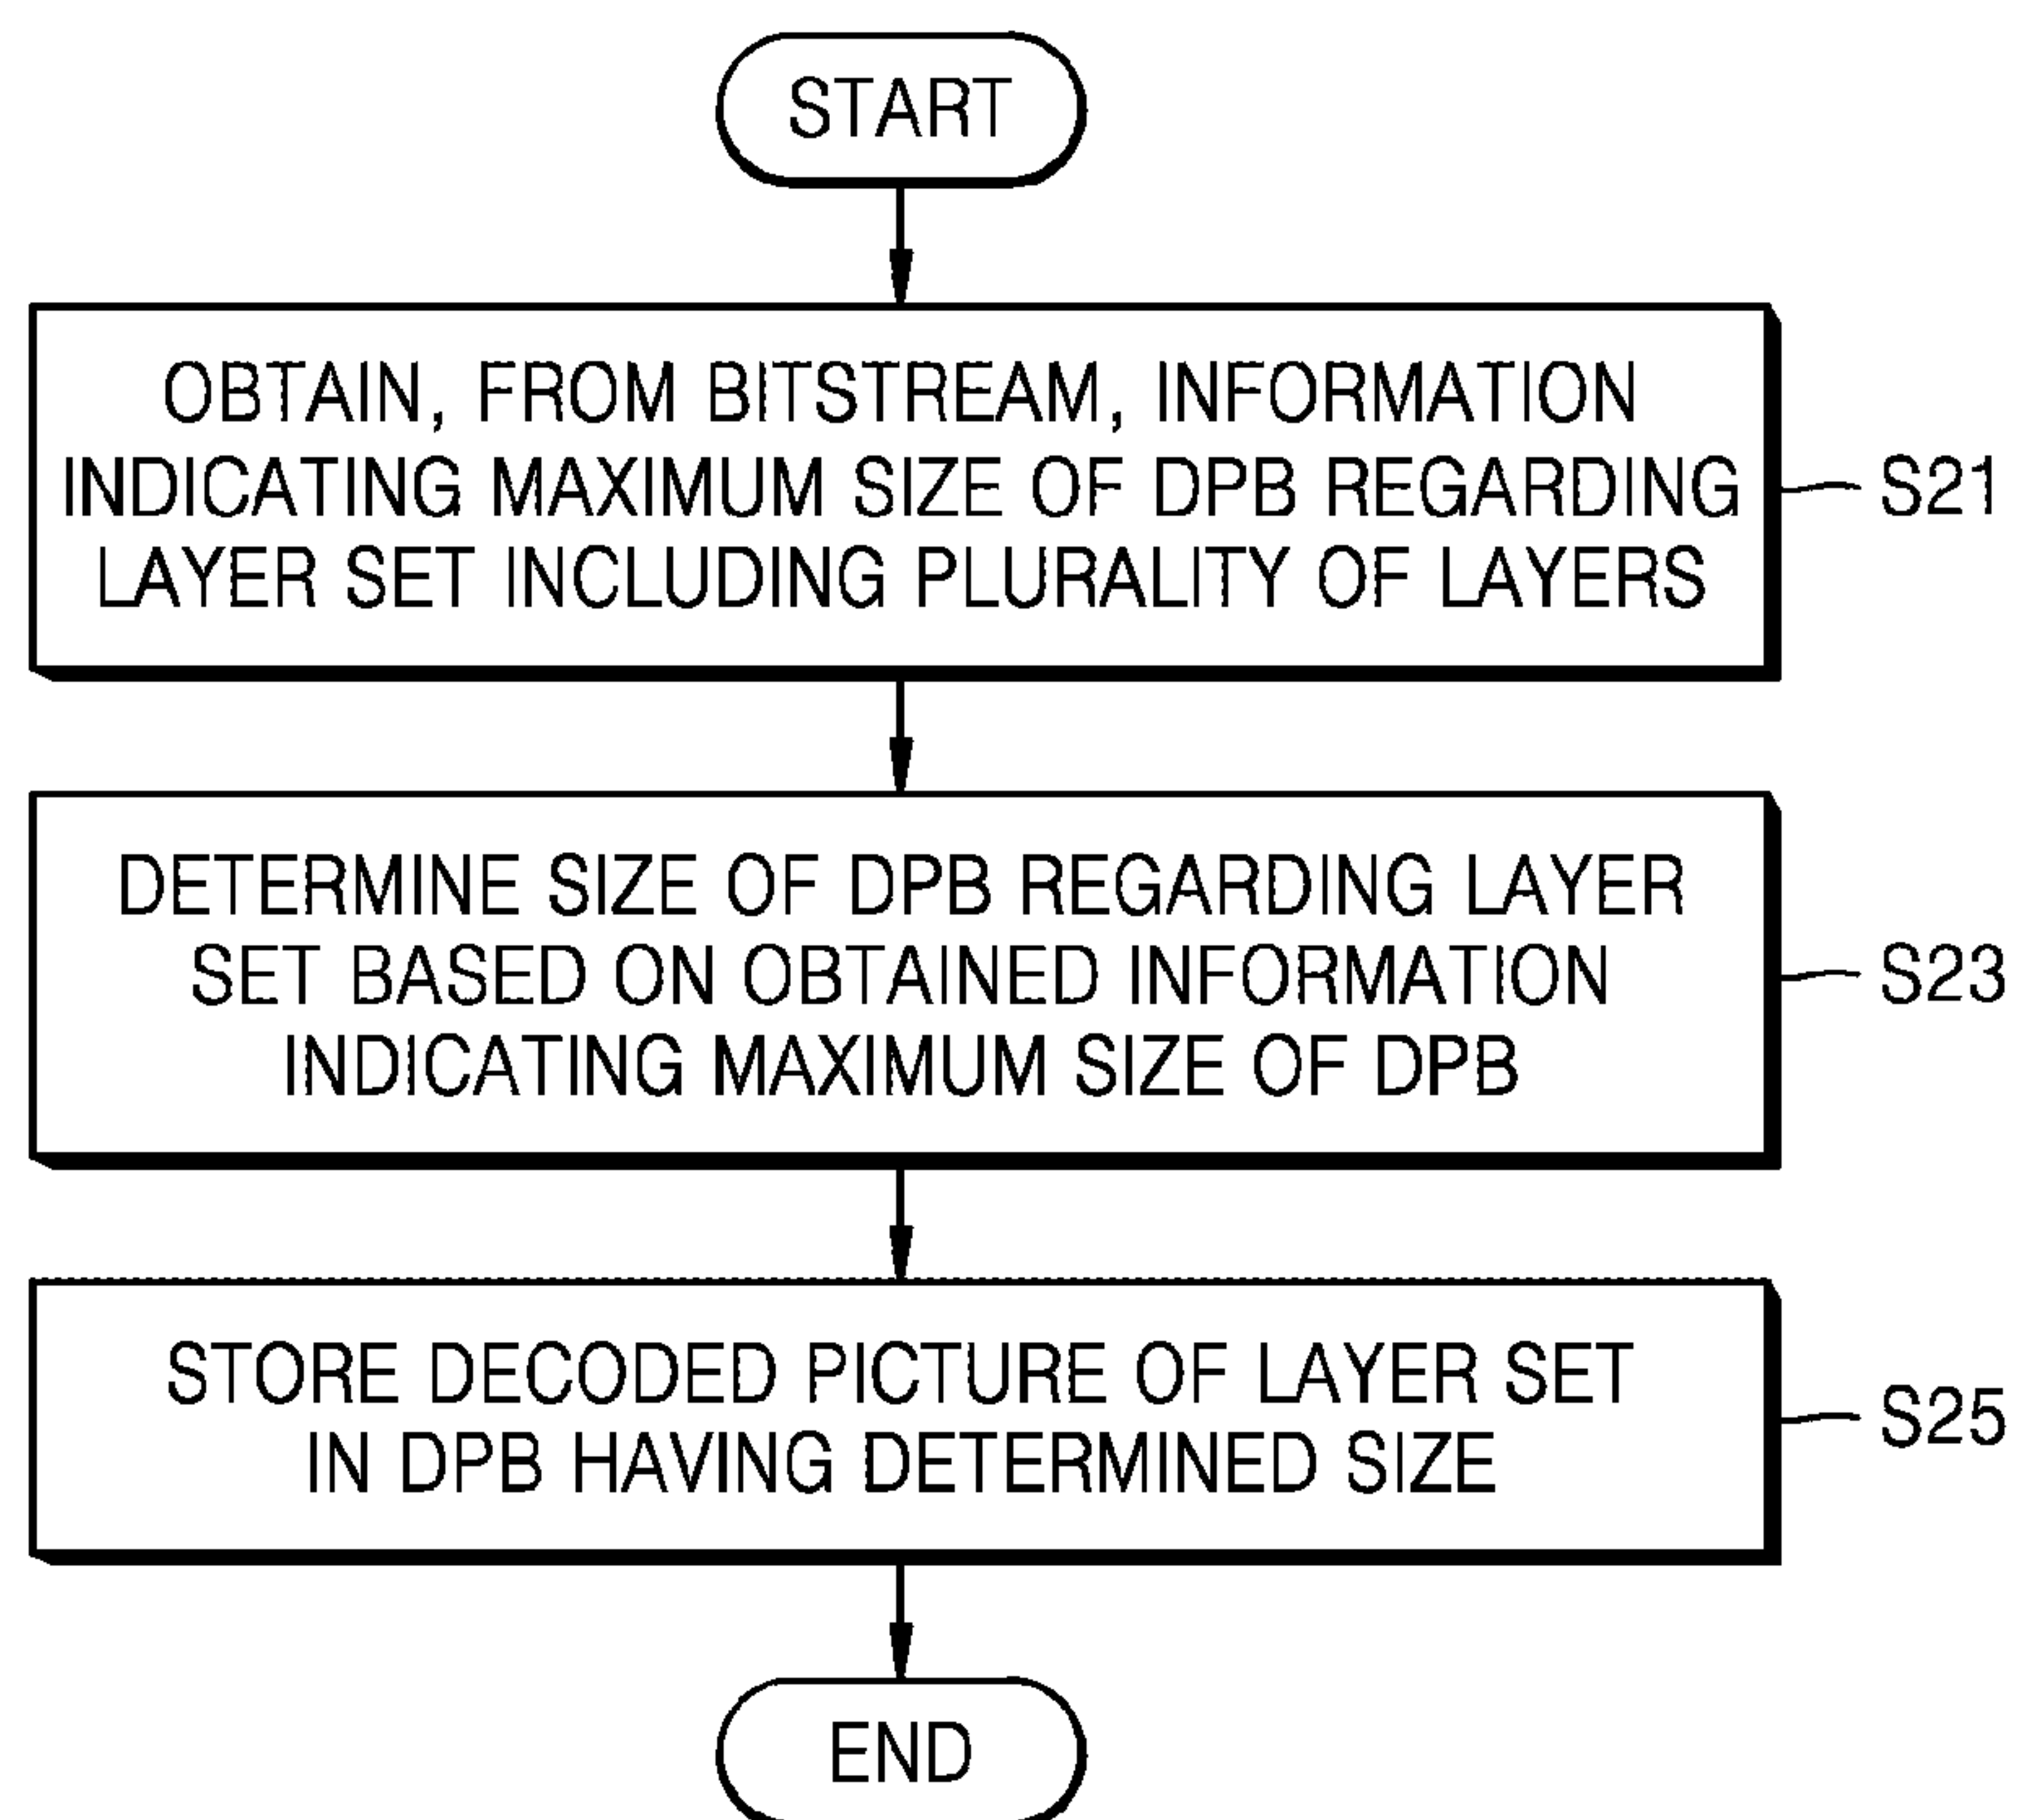 START
OBTAIN, FROM BITSTREAM, INFORMATION
INDICATING MAXIMUM SIZE OF DPB REGARDING
LAYER SET INCLUDING PLURALITY OF LAYERS
S21
DETERMINE SIZE OF DPB REGARDING LAYER
SET BASED ON OBTAINED INFORMATION
INDICATING MAXIMUM SIZE OF DPB
S23
STORE DECODED PICTURE OF LAYER SET
IN DPB HAVING DETERMINED SIZE
S25
END